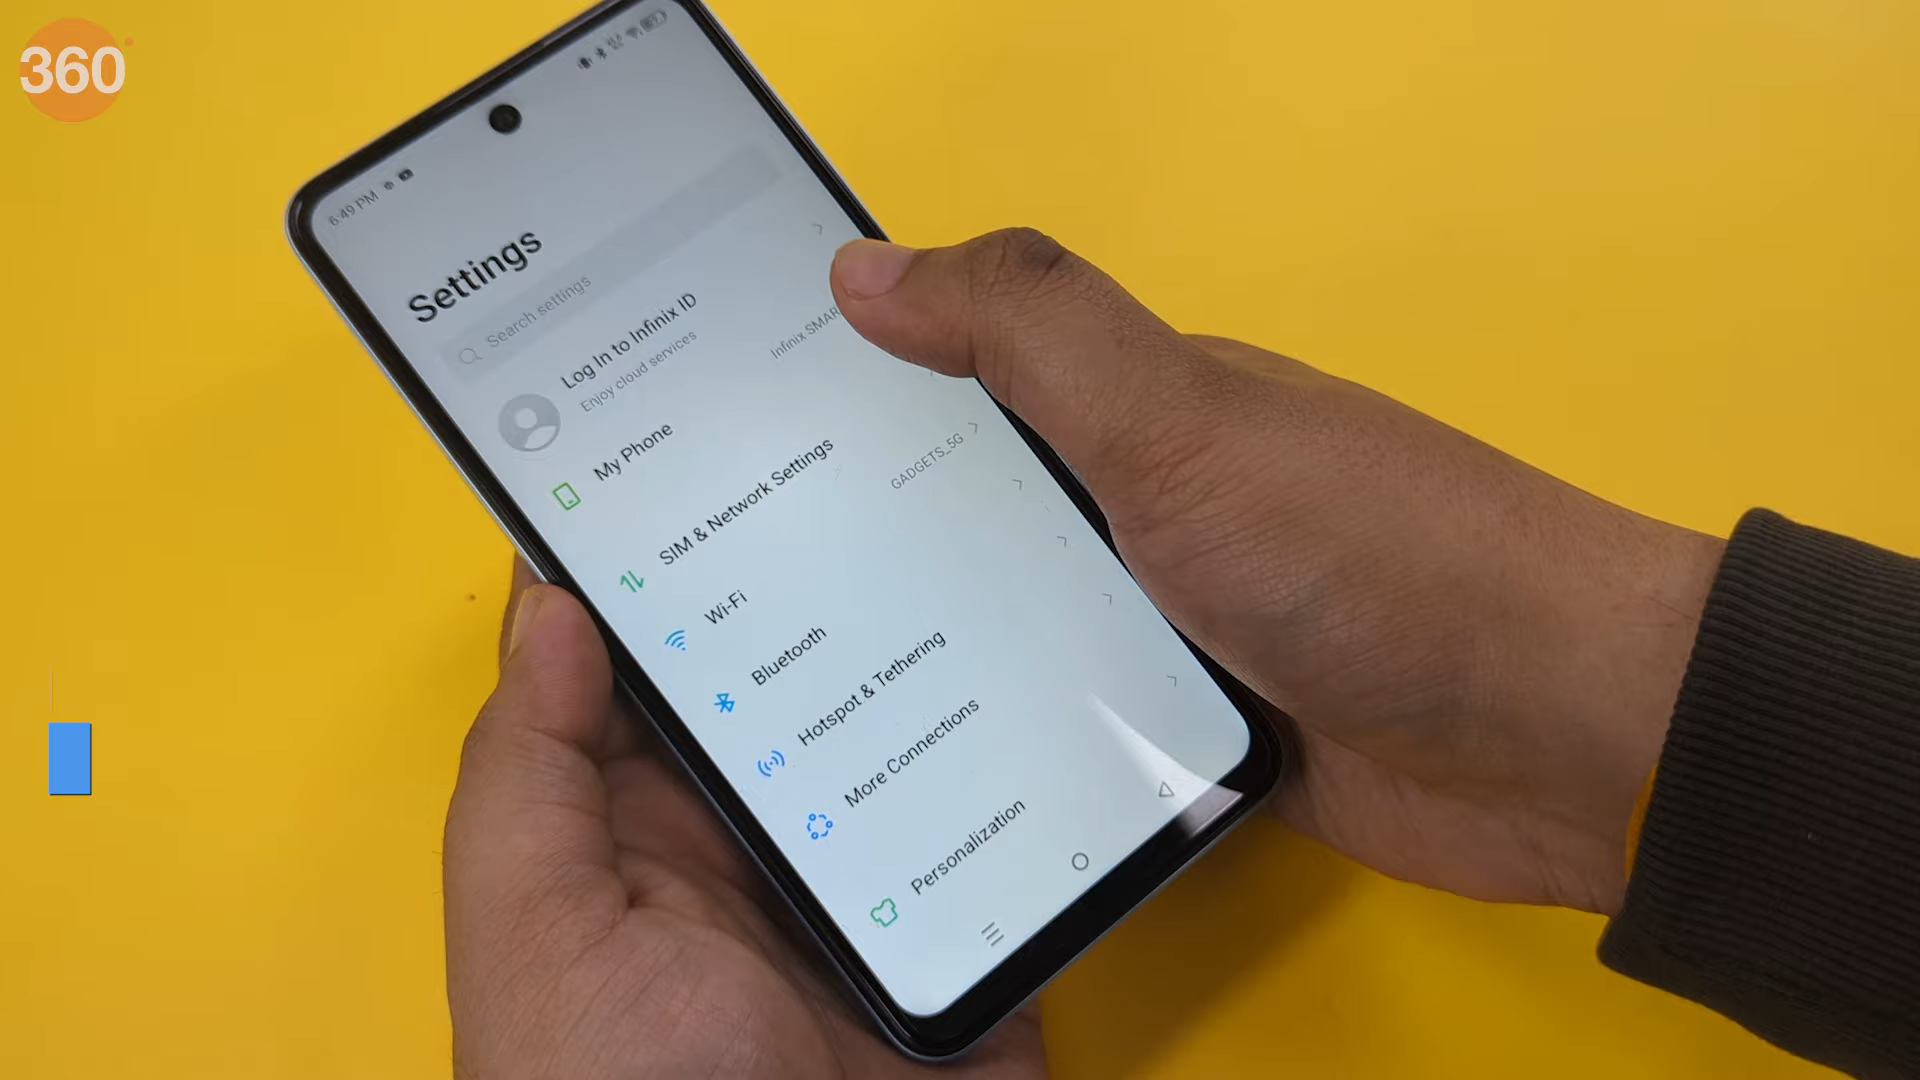 360
6:49 PM
Settings
Search settings
Log In to Infinix ID
Enjoy cloud services
My Phone
Infinix SMAR
SIM & Network Settings
Wi-Fi
GADGETS_5G
Bluetooth
Hotspot & Tethering
More Connections
Personalization